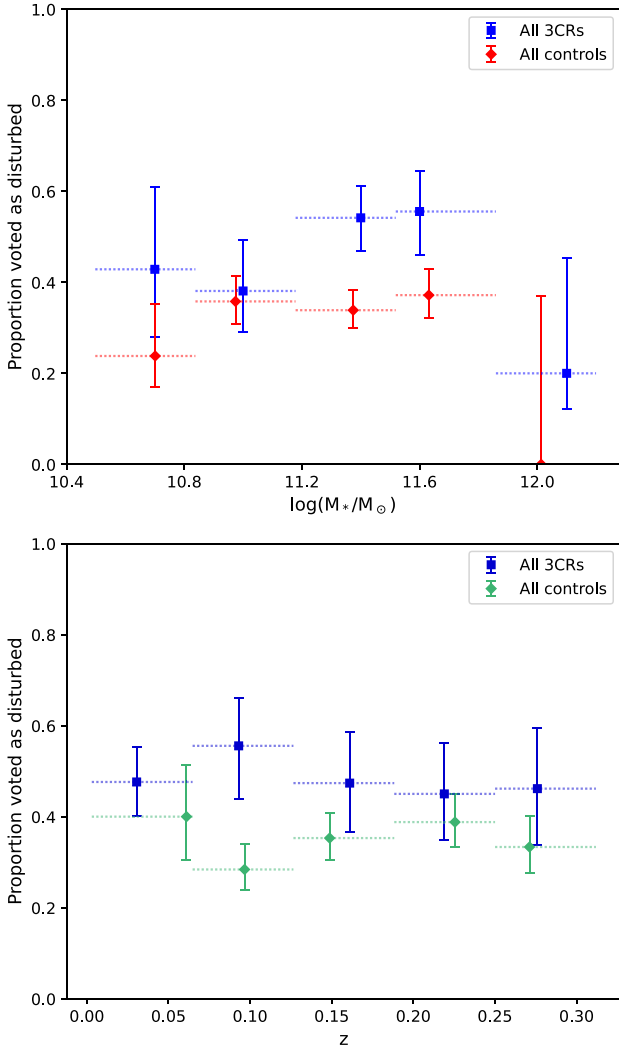 1.0
0.8
0.6
0.4
0.2
0.0
Proportion voted as disturbed
All 3CRs
All controls
10.4 10.8 11.2 11.6 12.0
log(M*/M⊙)
1.0
0.8
0.6
0.4
0.2
0.0
Proportion voted as disturbed
All 3CRs
All controls
0.00 0.05 0.10 0.15 0.20 0.25 0.30
z